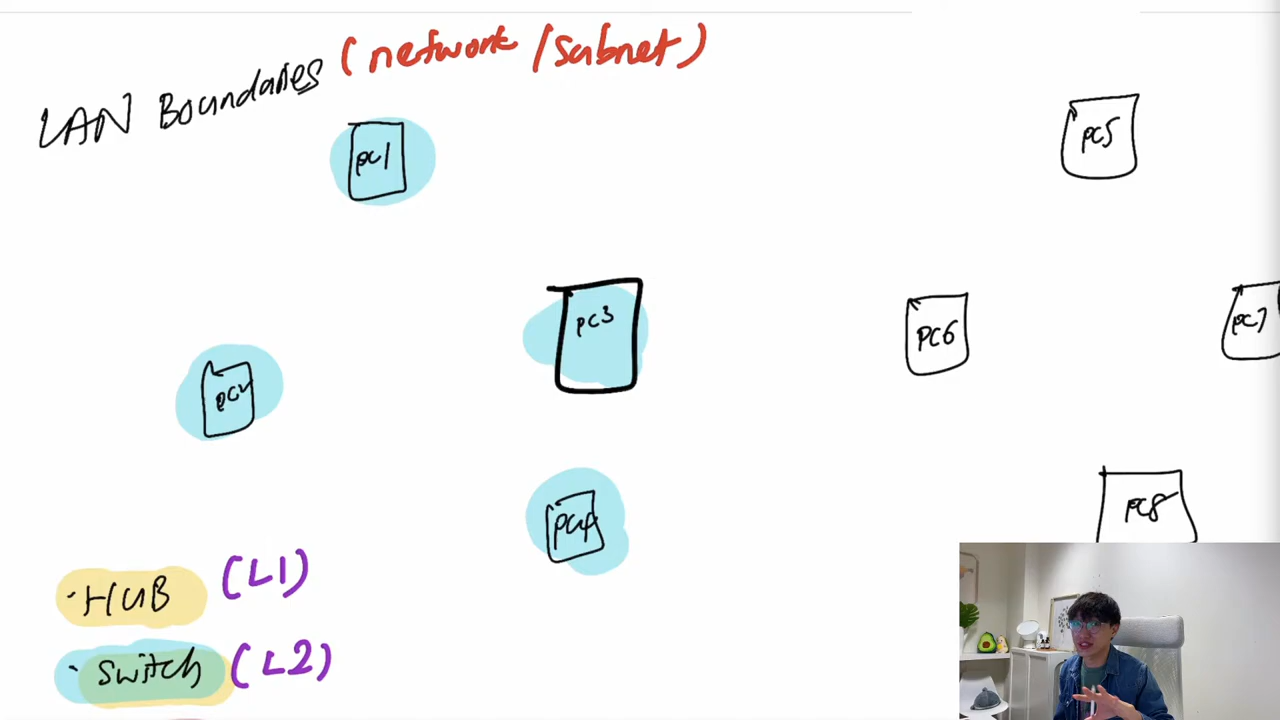 LAN Boundaries (network /subnet)
pc1
pc5
pc3
pc6
pc7
pc2
pc4
pc8
·HUB (L1)
·Switch (L2)